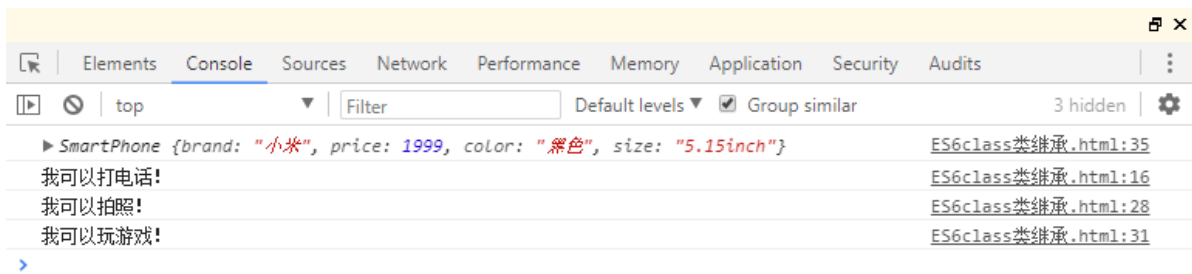 Elements Console Sources Network Performance Memory Application Security Audits
top Filter Default levels Group similar 3 hidden
SmartPhone {brand: "小米", price: 1999, color: "黑色", size: "5.15inch"} ES6class类继承.html:35
我可以打电话! ES6class类继承.html:16
我可以拍照! ES6class类继承.html:28
我可以玩游戏! ES6class类继承.html:31